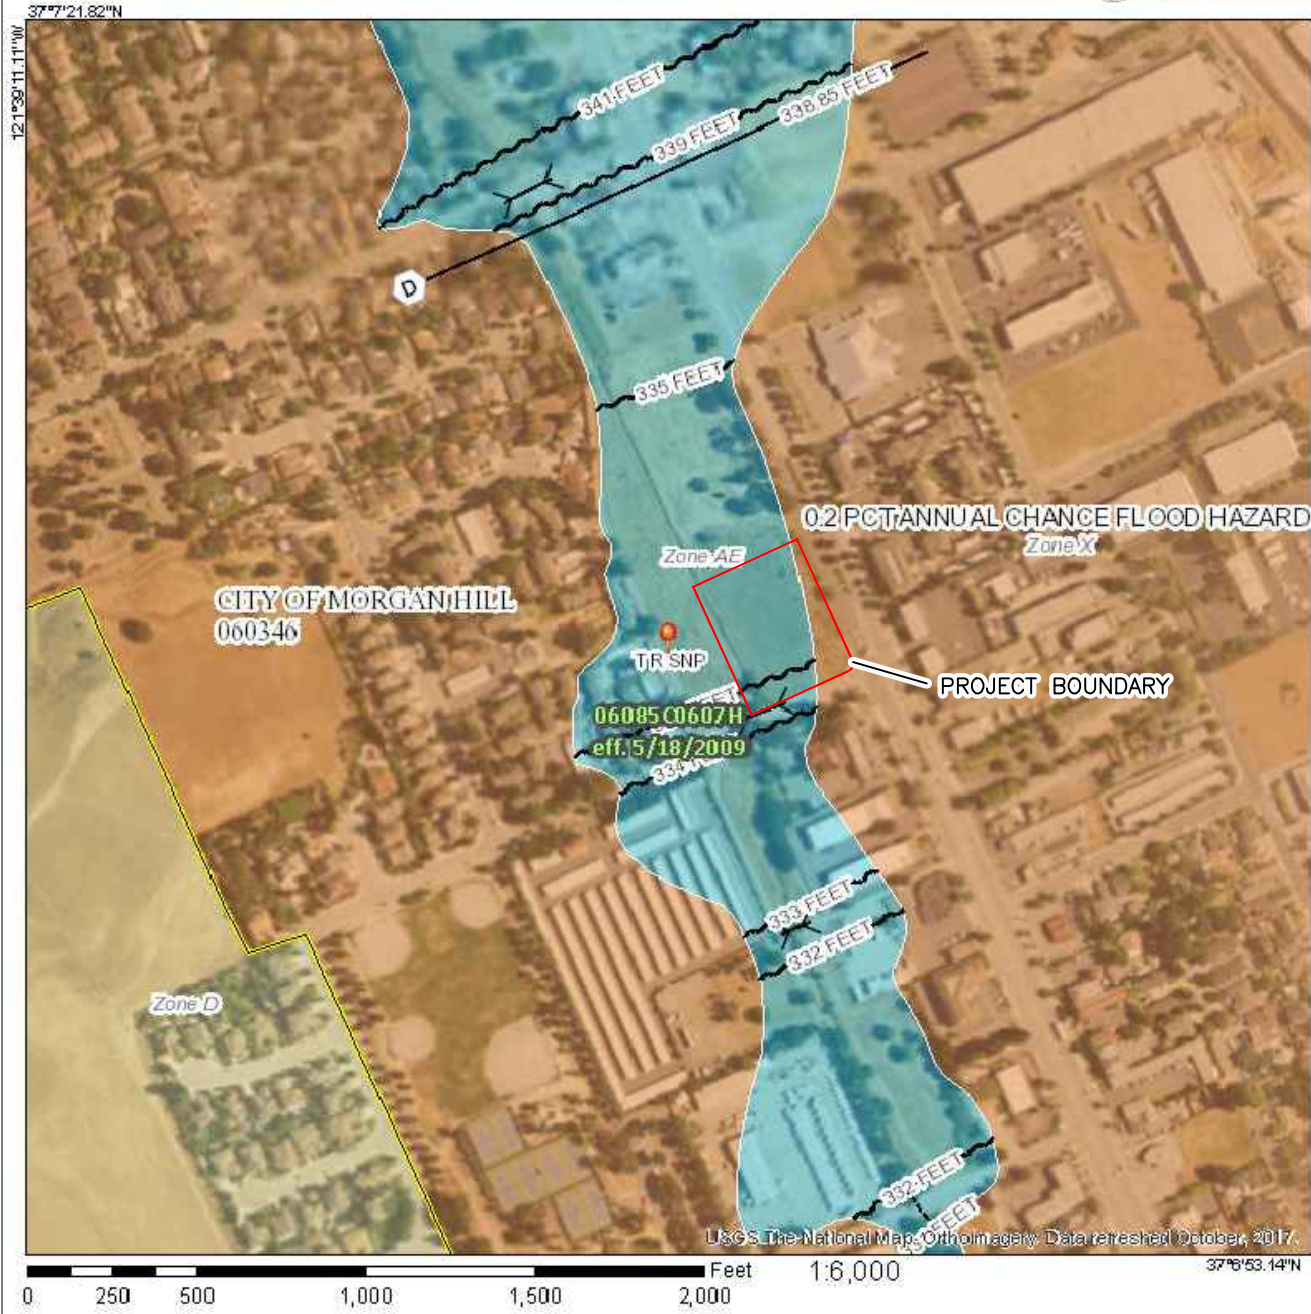 37°7'21.82"N
121°39'11.11"W
341 FEET
339 FEET
338.85 FEET
D
335 FEET
0.2 PCT ANNUAL CHANCE FLOOD HAZARD
Zone X
Zone AE
CITY OF MORGAN HILL
060346
T9R SNP
PROJECT BOUNDARY
06085C0607H
eff. 5/18/2009
334
333 FEET
332 FEET
Zone D
332 FEET
FEET
USGS The National Map: Orthoimagery. Data refreshed October, 2017.
37°6'53.14"N
Feet
1:6,000
0 250 500 1,000 1,500 2,000